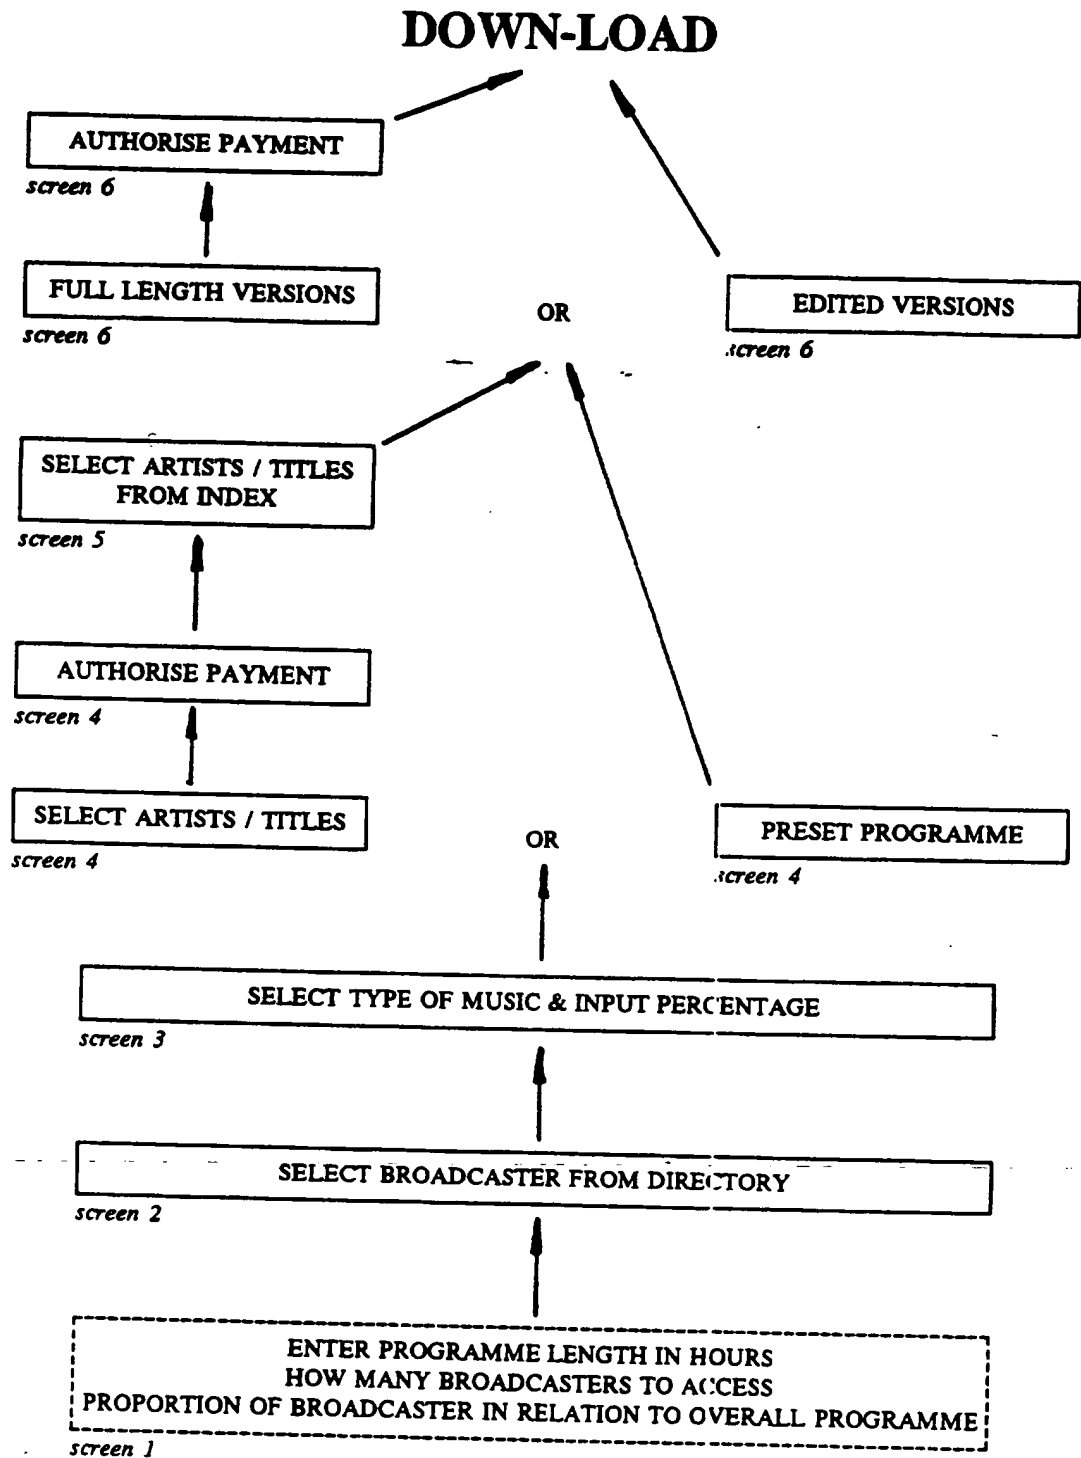 DOWN-LOAD
AUTHORISE PAYMENT
screen 6
FULL LENGTH VERSIONS
screen 6
OR
EDITED VERSIONS
screen 6
SELECT ARTISTS / TITLES
FROM INDEX
screen 5
AUTHORISE PAYMENT
screen 4
SELECT ARTISTS / TITLES
screen 4
OR
PRESET PROGRAMME
screen 4
SELECT TYPE OF MUSIC & INPUT PERCENTAGE
screen 3
SELECT BROADCASTER FROM DIRECTORY
screen 2
ENTER PROGRAMME LENGTH IN HOURS
HOW MANY BROADCASTERS TO ACCESS
PROPORTION OF BROADCASTER IN RELATION TO OVERALL PROGRAMME
screen 1